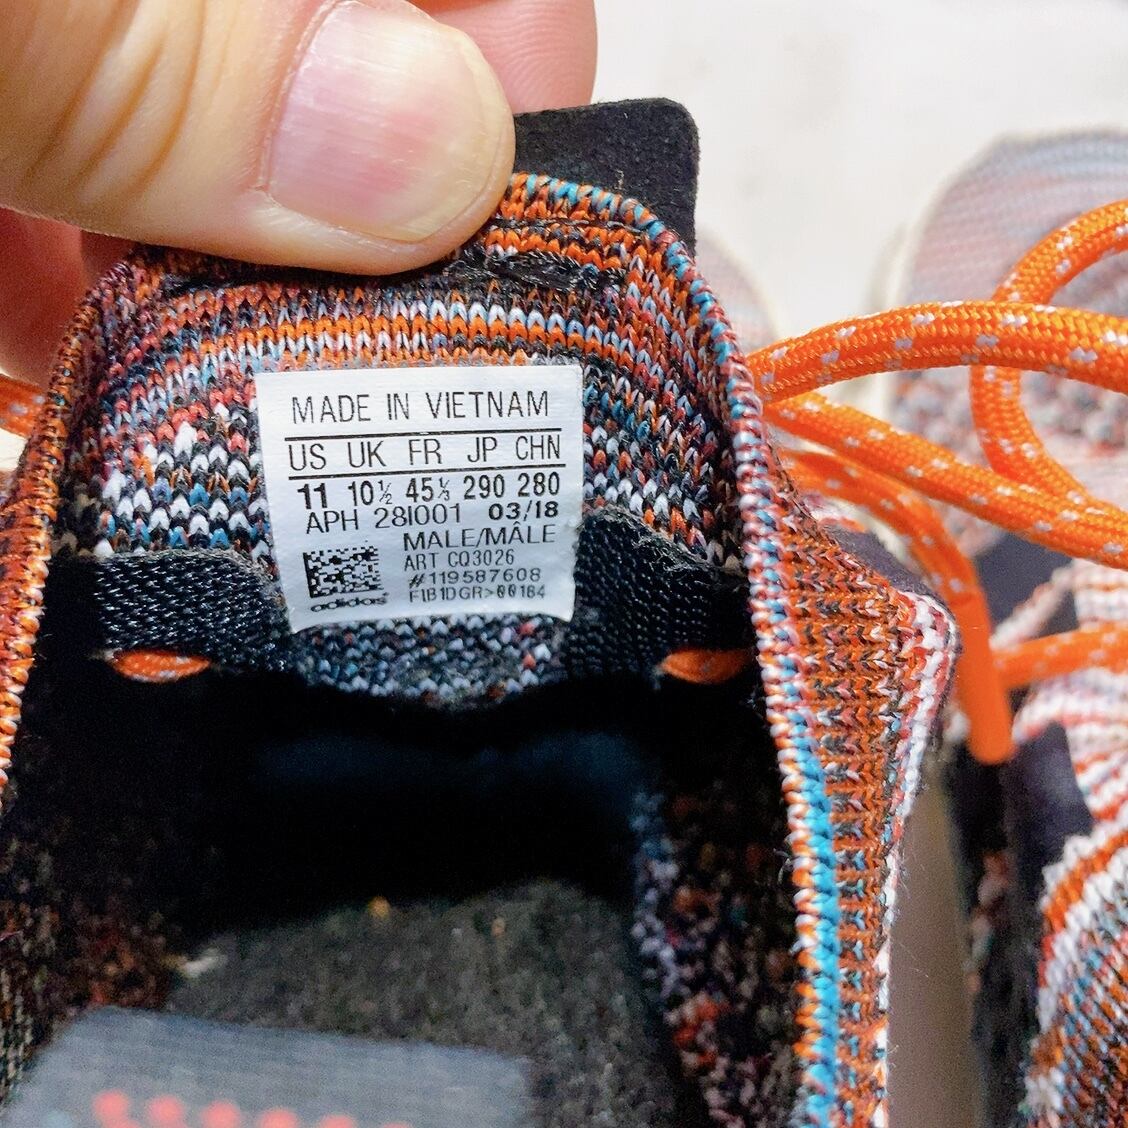 MADE IN VIETNAM
US UK FR JP CHN
11 10½ 45⅓ 290 280
APH 28I001 03/18
MALE/MÂLE
ART CQ3026
#119587608
F1B1DGR>00184
adidas